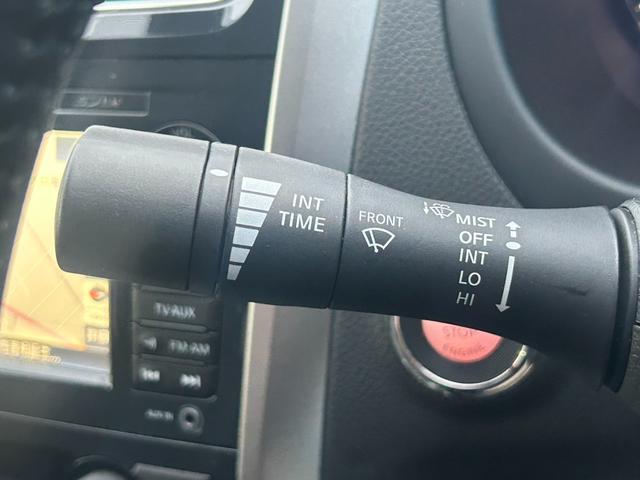 INT
TIME
FRONT
MIST
OFF
INT
LO
HI
TV·AUX
FM·AM
STOP
ENGINE